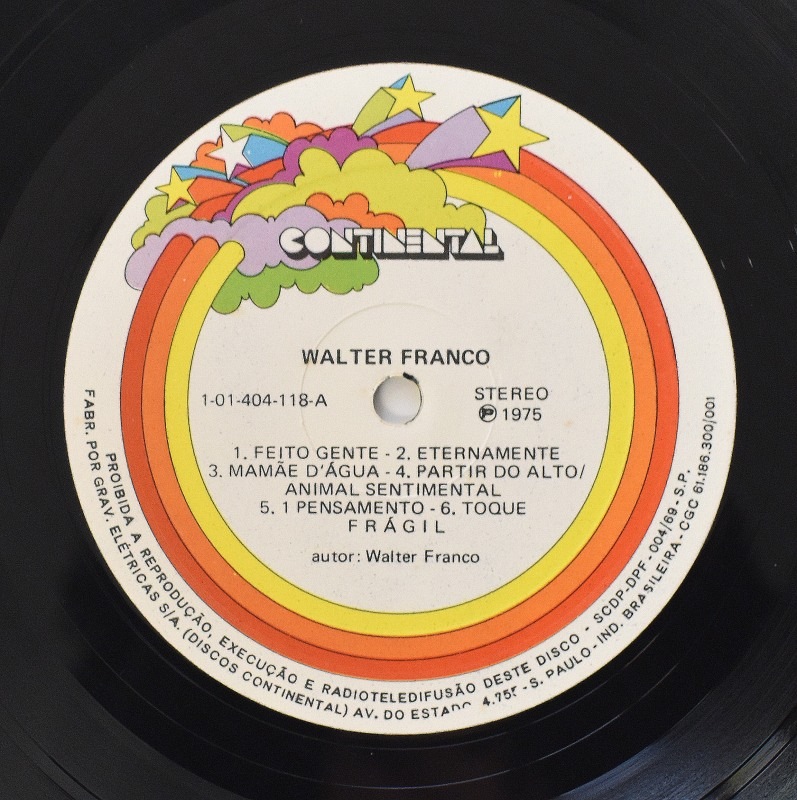 CONTINENTAL
WALTER FRANCO
1-01-404-118-A
STEREO
Ⓟ 1975
1. FEITO GENTE - 2. ETERNAMENTE
3. MAMÃE D'ÁGUA - 4. PARTIR DO ALTO/
ANIMAL SENTIMENTAL
5. 1 PENSAMENTO - 6. TOQUE
FRÁGIL
autor: Walter Franco
PROIBIDA A REPRODUÇÃO, EXECUÇÃO E RADIOTELEDIFUSÃO DESTE DISCO - SCDP-DPF-004/69-S.P.
FABR. POR GRAV. ELÉTRICAS S/A. (DISCOS CONTINENTAL) AV. DO ESTADO - S. PAULO - IND. BRASILEIRA - CGC 61.186.300/001